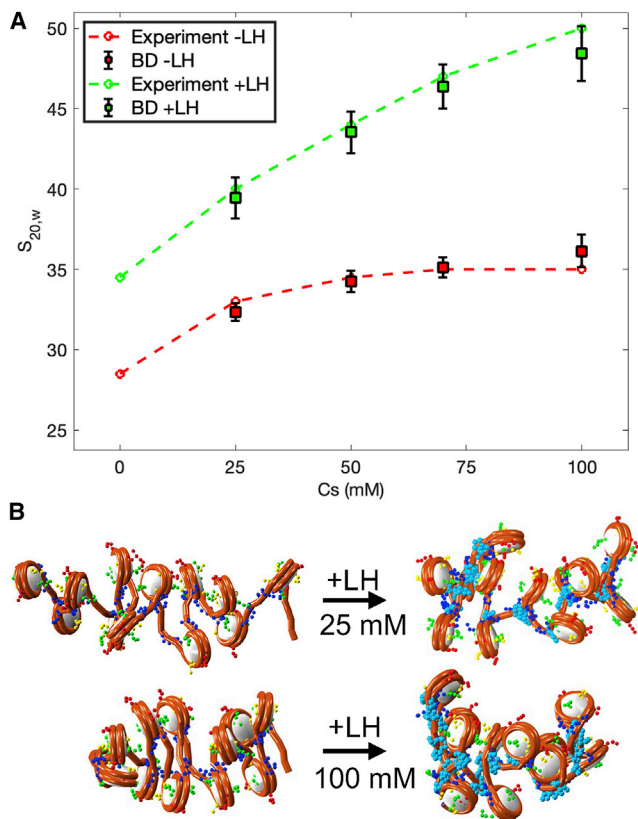 A
50
45
40
35
30
25
S20,w
Experiment -LH
BD -LH
Experiment +LH
BD +LH
0 25 50 75 100
Cs (mM)
B
+LH
25 mM
+LH
100 mM